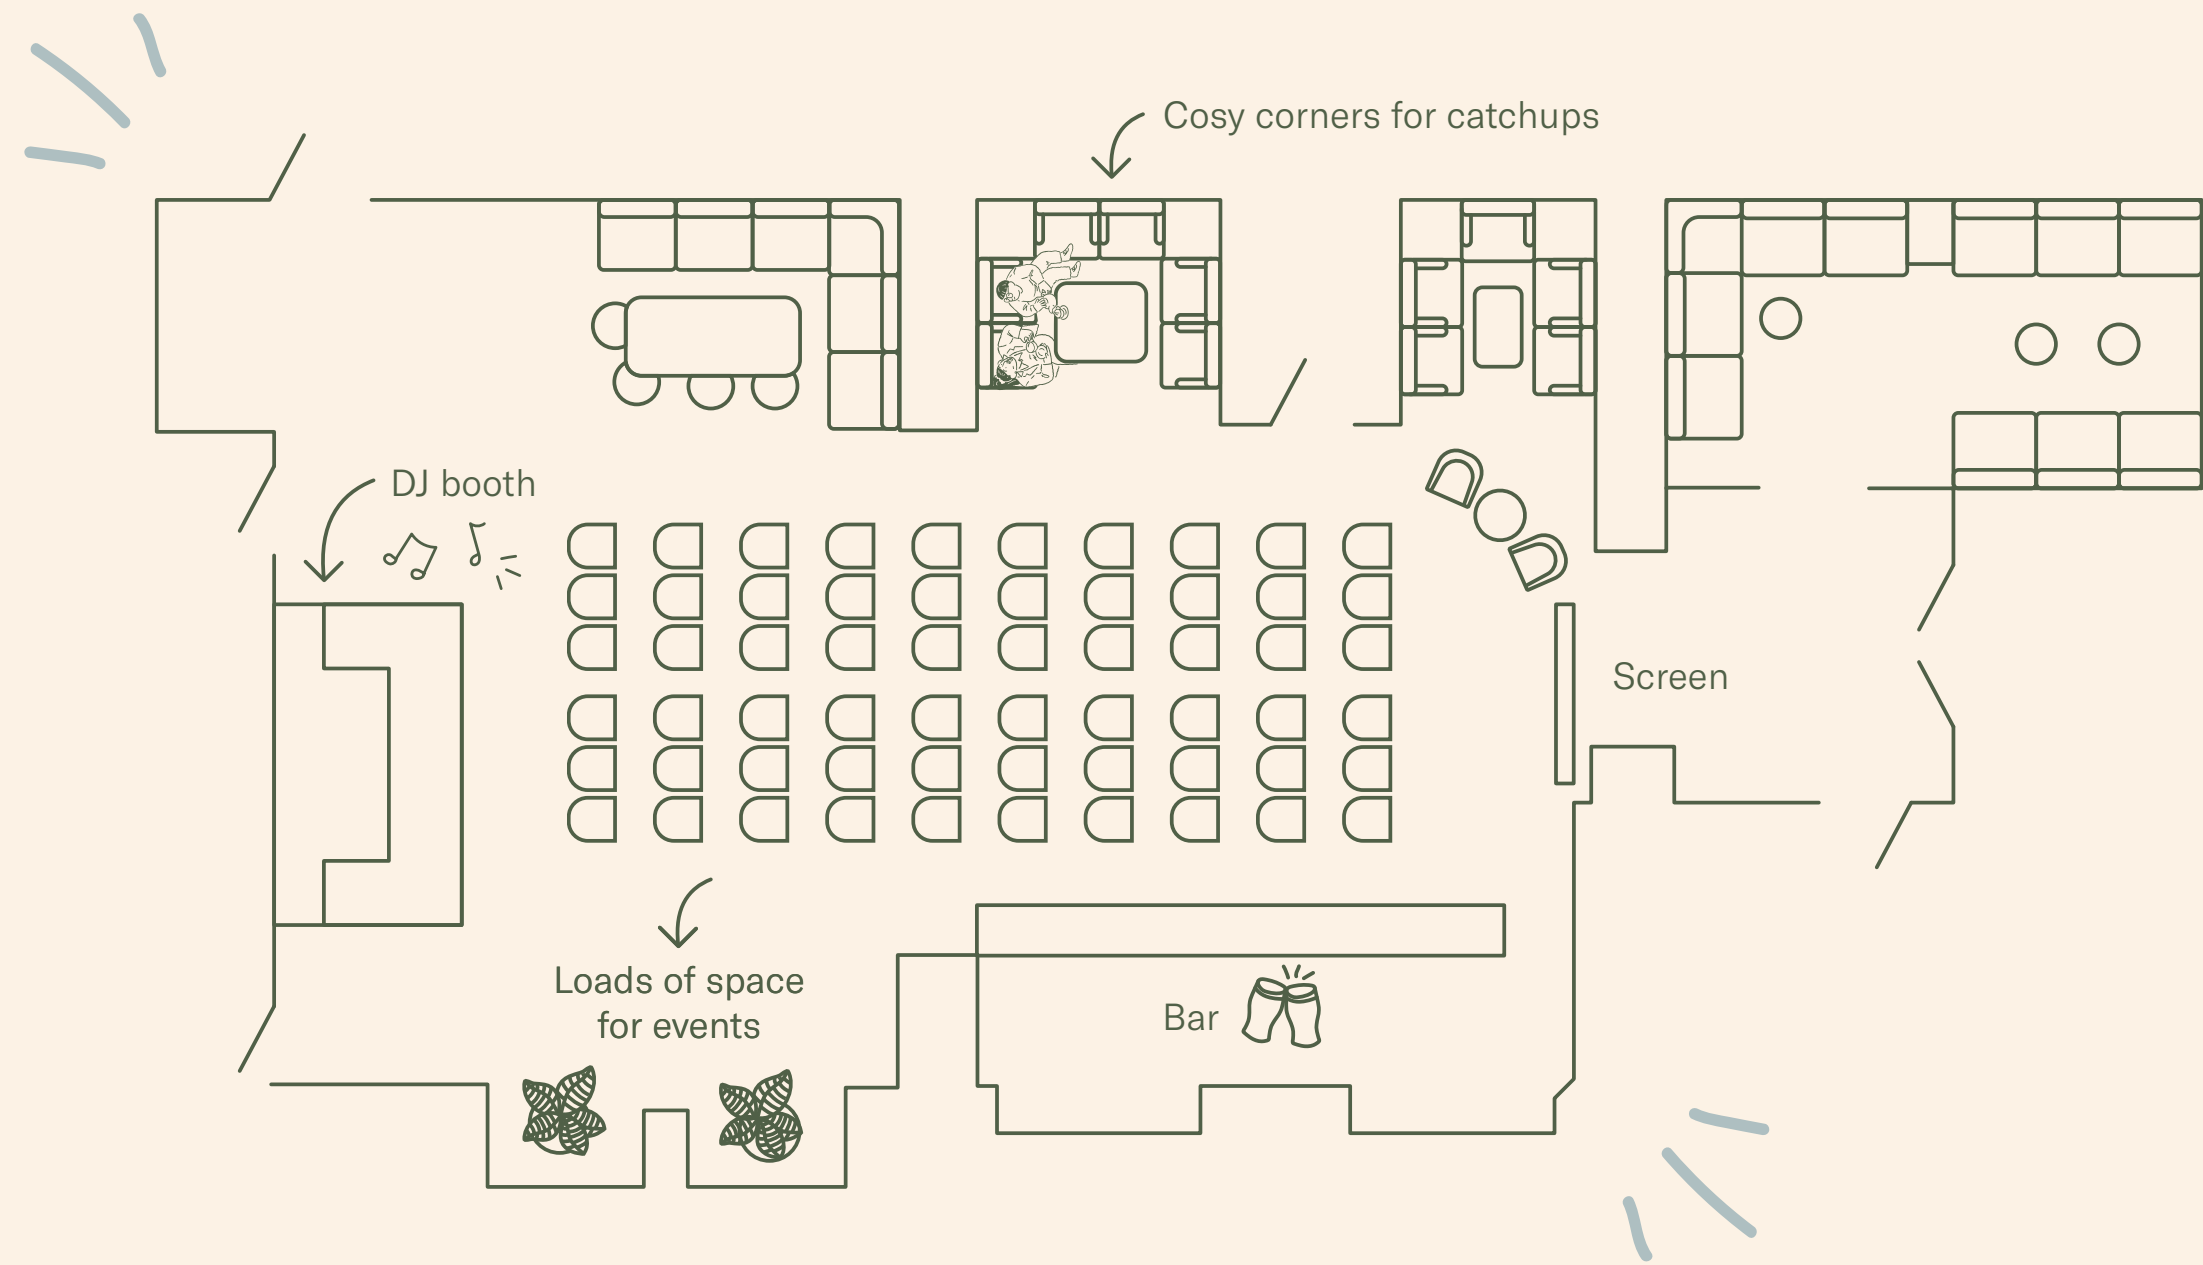 Cosy corners for catchups
DJ booth
Screen
Loads of space
for events
Bar